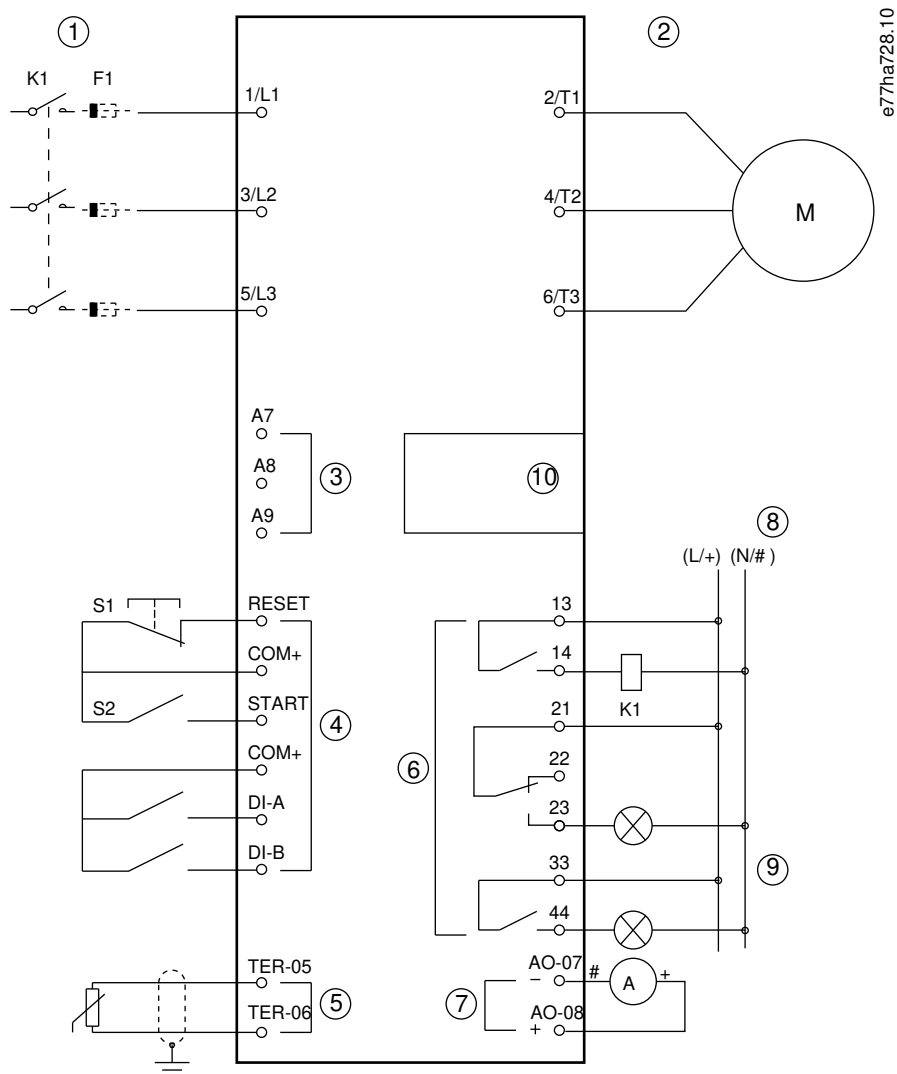 1
2
e77ha728.10
K1
F1
1/L1
2/T1
3/L2
4/T2
M
5/L3
6/T3
A7
A8
3
10
A9
8
(L/+) (N/# )
S1
RESET
13
COM+
14
S2
START
K1
21
4
COM+
22
6
DI-A
23
DI-B
33
9
44
TER-05
AO-07
# A +
−
5
7
TER-06
AO-08
+